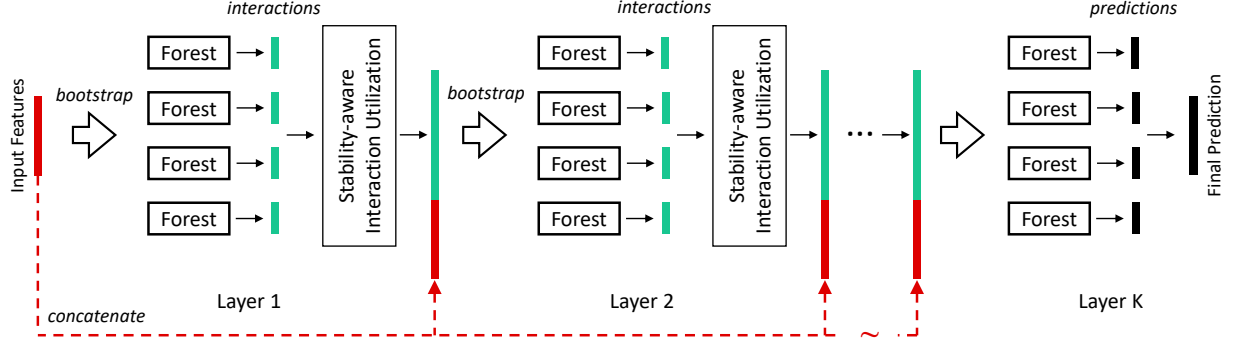 interactions
interactions
predictions
Input Features
bootstrap
Forest
Forest
Forest
Forest
Stability-aware
Interaction Utilization
bootstrap
Forest
Forest
Forest
Forest
Stability-aware
Interaction Utilization
...
Forest
Forest
Forest
Forest
Final Prediction
Layer 1
Layer 2
Layer K
concatenate
~